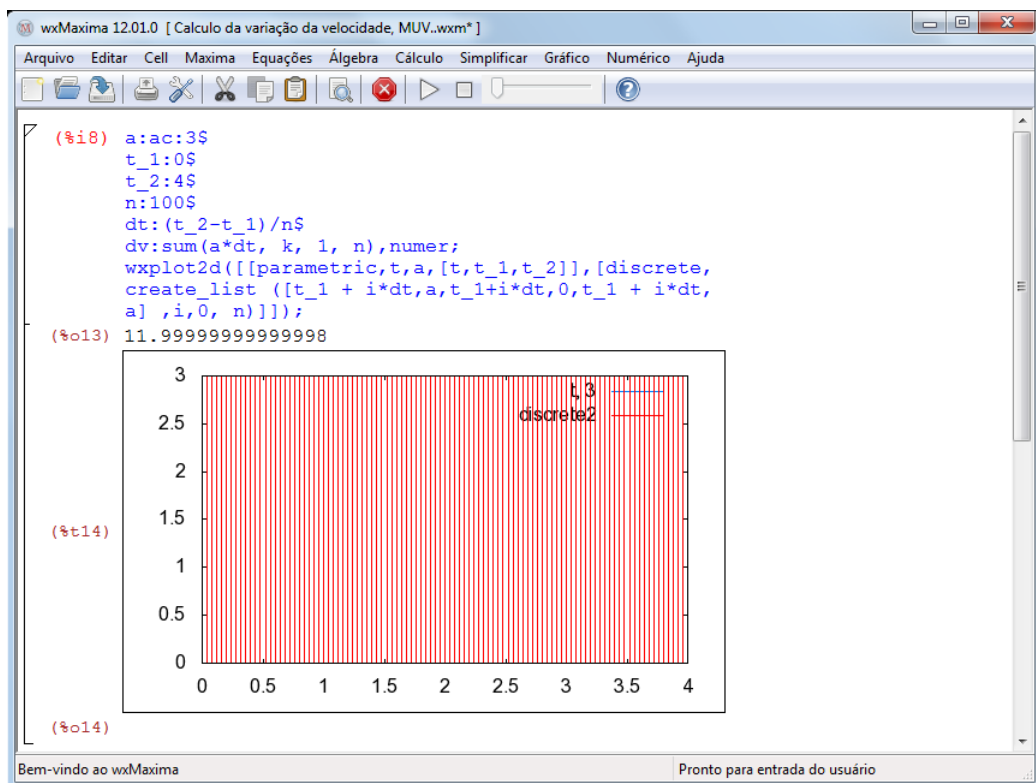 wxMaxima 12.01.0 [ Calculo da variação da velocidade, MUV..wxm* ]
Arquivo Editar Cell Maxima Equações Álgebra Cálculo Simplificar Gráfico Numérico Ajuda
(%i8) a:ac:3$
t_1:0$
t_2:4$
n:100$
dt:(t_2-t_1)/n$
dv:sum(a*dt, k, 1, n),numer;
wxplot2d([[parametric,t,a,[t,t_1,t_2]],[discrete,
create_list ([t_1 + i*dt,a,t_1+i*dt,0,t_1 + i*dt,
a] ,i,0, n)]]);
(%o13) 11.99999999999998
3
t, 3
discrete2
2.5
2
1.5
(%t14)
1
0.5
0
0 0.5 1 1.5 2 2.5 3 3.5 4
(%o14)
Bem-vindo ao wxMaxima Pronto para entrada do usuário